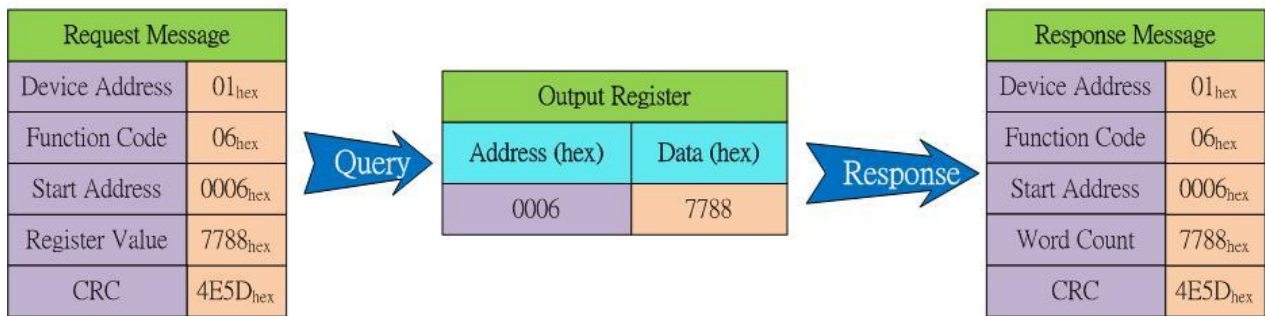 Request Message
Device Address 01hex
Function Code 06hex
Start Address 0006hex
Register Value 7788hex
CRC 4E5Dhex
Query
Output Register
Address (hex) Data (hex)
0006 7788
Response
Response Message
Device Address 01hex
Function Code 06hex
Start Address 0006hex
Word Count 7788hex
CRC 4E5Dhex